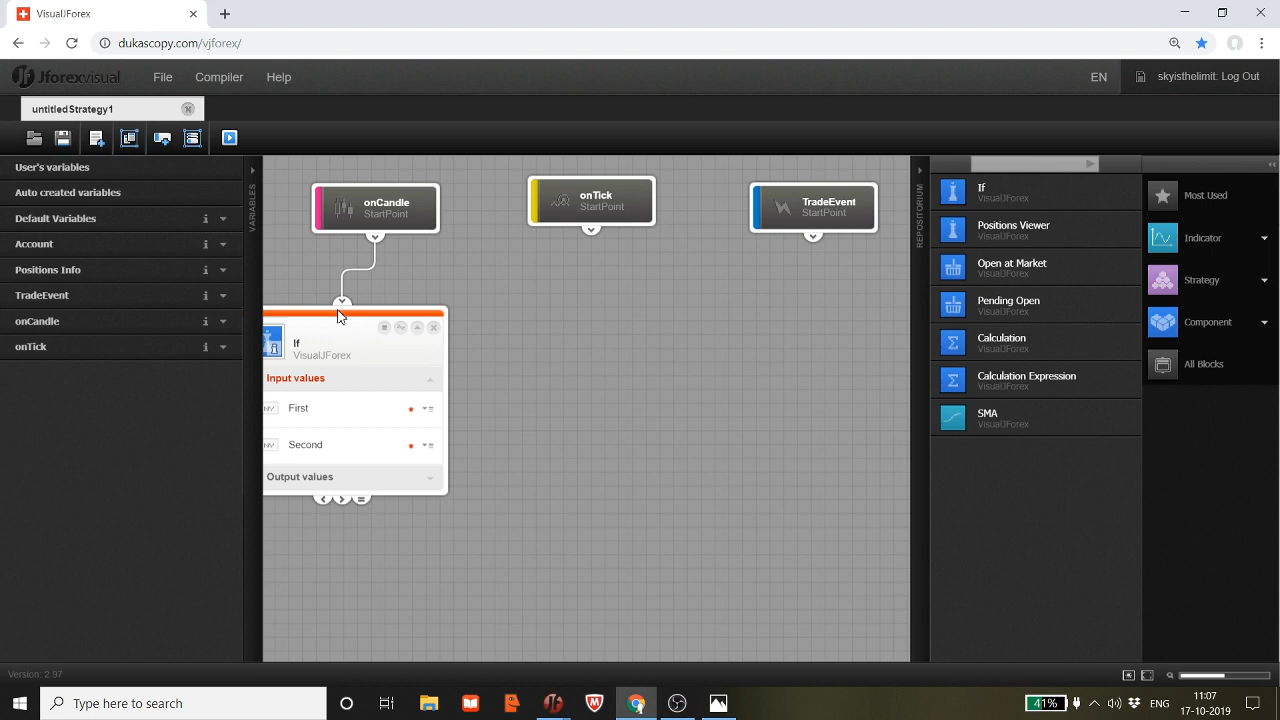 VisualJForex
dukascopy.com/vjforex/
Jforexvisual
File
Compiler
Help
EN
skyisthelimit: Log Out
untitledStrategy1
User's variables
Auto created variables
Default Variables
Account
Positions Info
TradeEvent
onCandle
onTick
VARIABLES
onCandle
StartPoint
onTick
StartPoint
TradeEvent
StartPoint
If
VisualJForex
Input values
First
Second
Output values
REPOSITORIUM
If
VisualJForex
Positions Viewer
VisualJForex
Open at Market
VisualJForex
Pending Open
VisualJForex
Calculation
VisualJForex
Calculation Expression
VisualJForex
SMA
VisualJForex
Most Used
Indicator
Strategy
Component
All Blocks
Version: 2.97
Type here to search
41%
ENG
11:07
17-10-2019